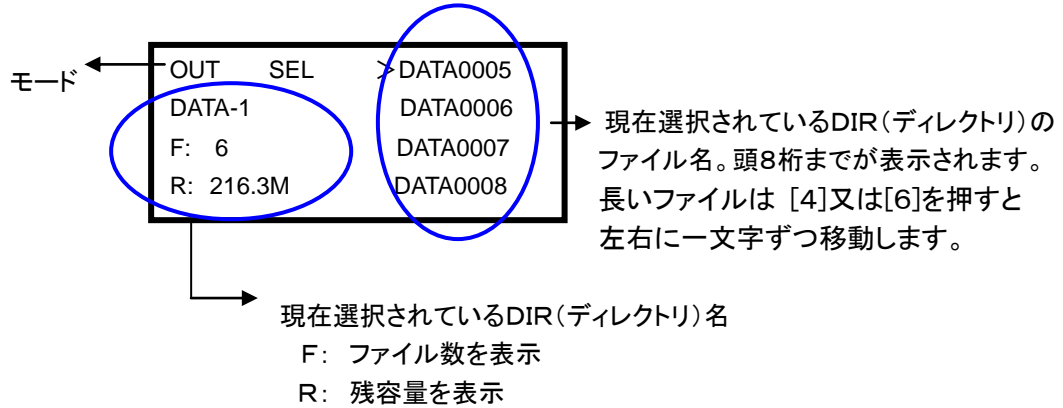 モード
OUT SEL >DATA0005
DATA-1 DATA0006
F: 6 DATA0007
R: 216.3M DATA0008
現在選択されているDIR(ディレクトリ)の
ファイル名。頭8桁までが表示されます。
長いファイルは [4]又は[6]を押すと
左右に一文字ずつ移動します。
現在選択されているDIR(ディレクトリ)名
F: ファイル数を表示
R: 残容量を表示